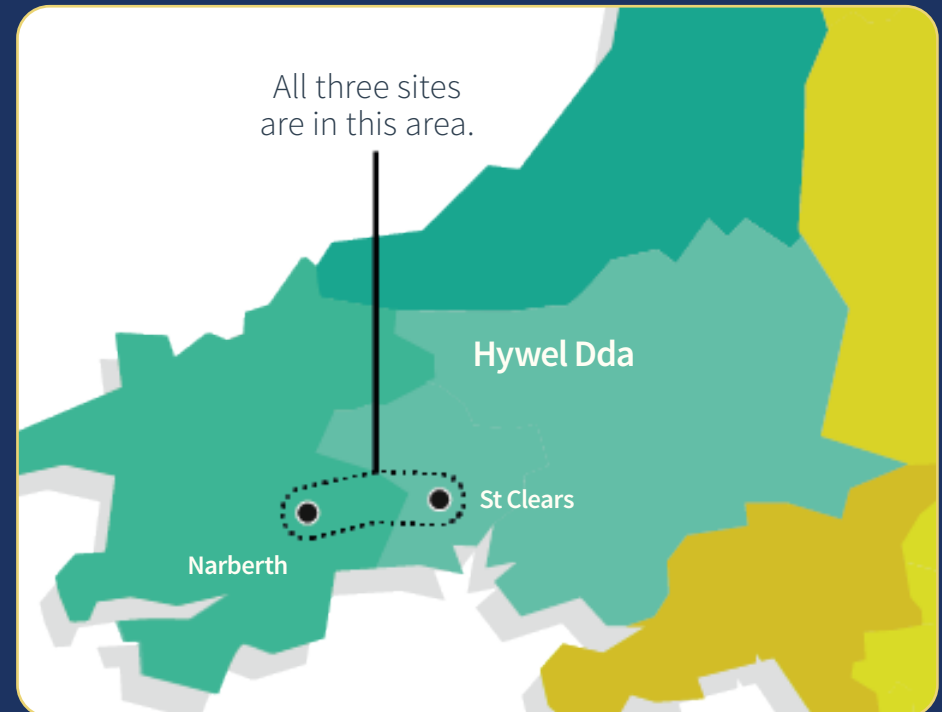 All three sites
are in this area.
Hywel Dda
St Clears
Narberth